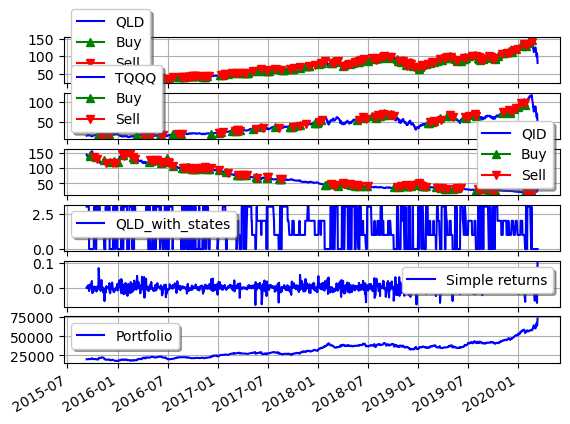 QLD
Buy
Sell
150
100
50
TQQQ
Buy
Sell
100
50
QID
Buy
Sell
150
100
50
QLD_with_states
2.5
0.0
Simple returns
0.1
0.0
Portfolio
75000
50000
25000
2015-07
2016-01
2016-07
2017-01
2017-07
2018-01
2018-07
2019-01
2019-07
2020-01